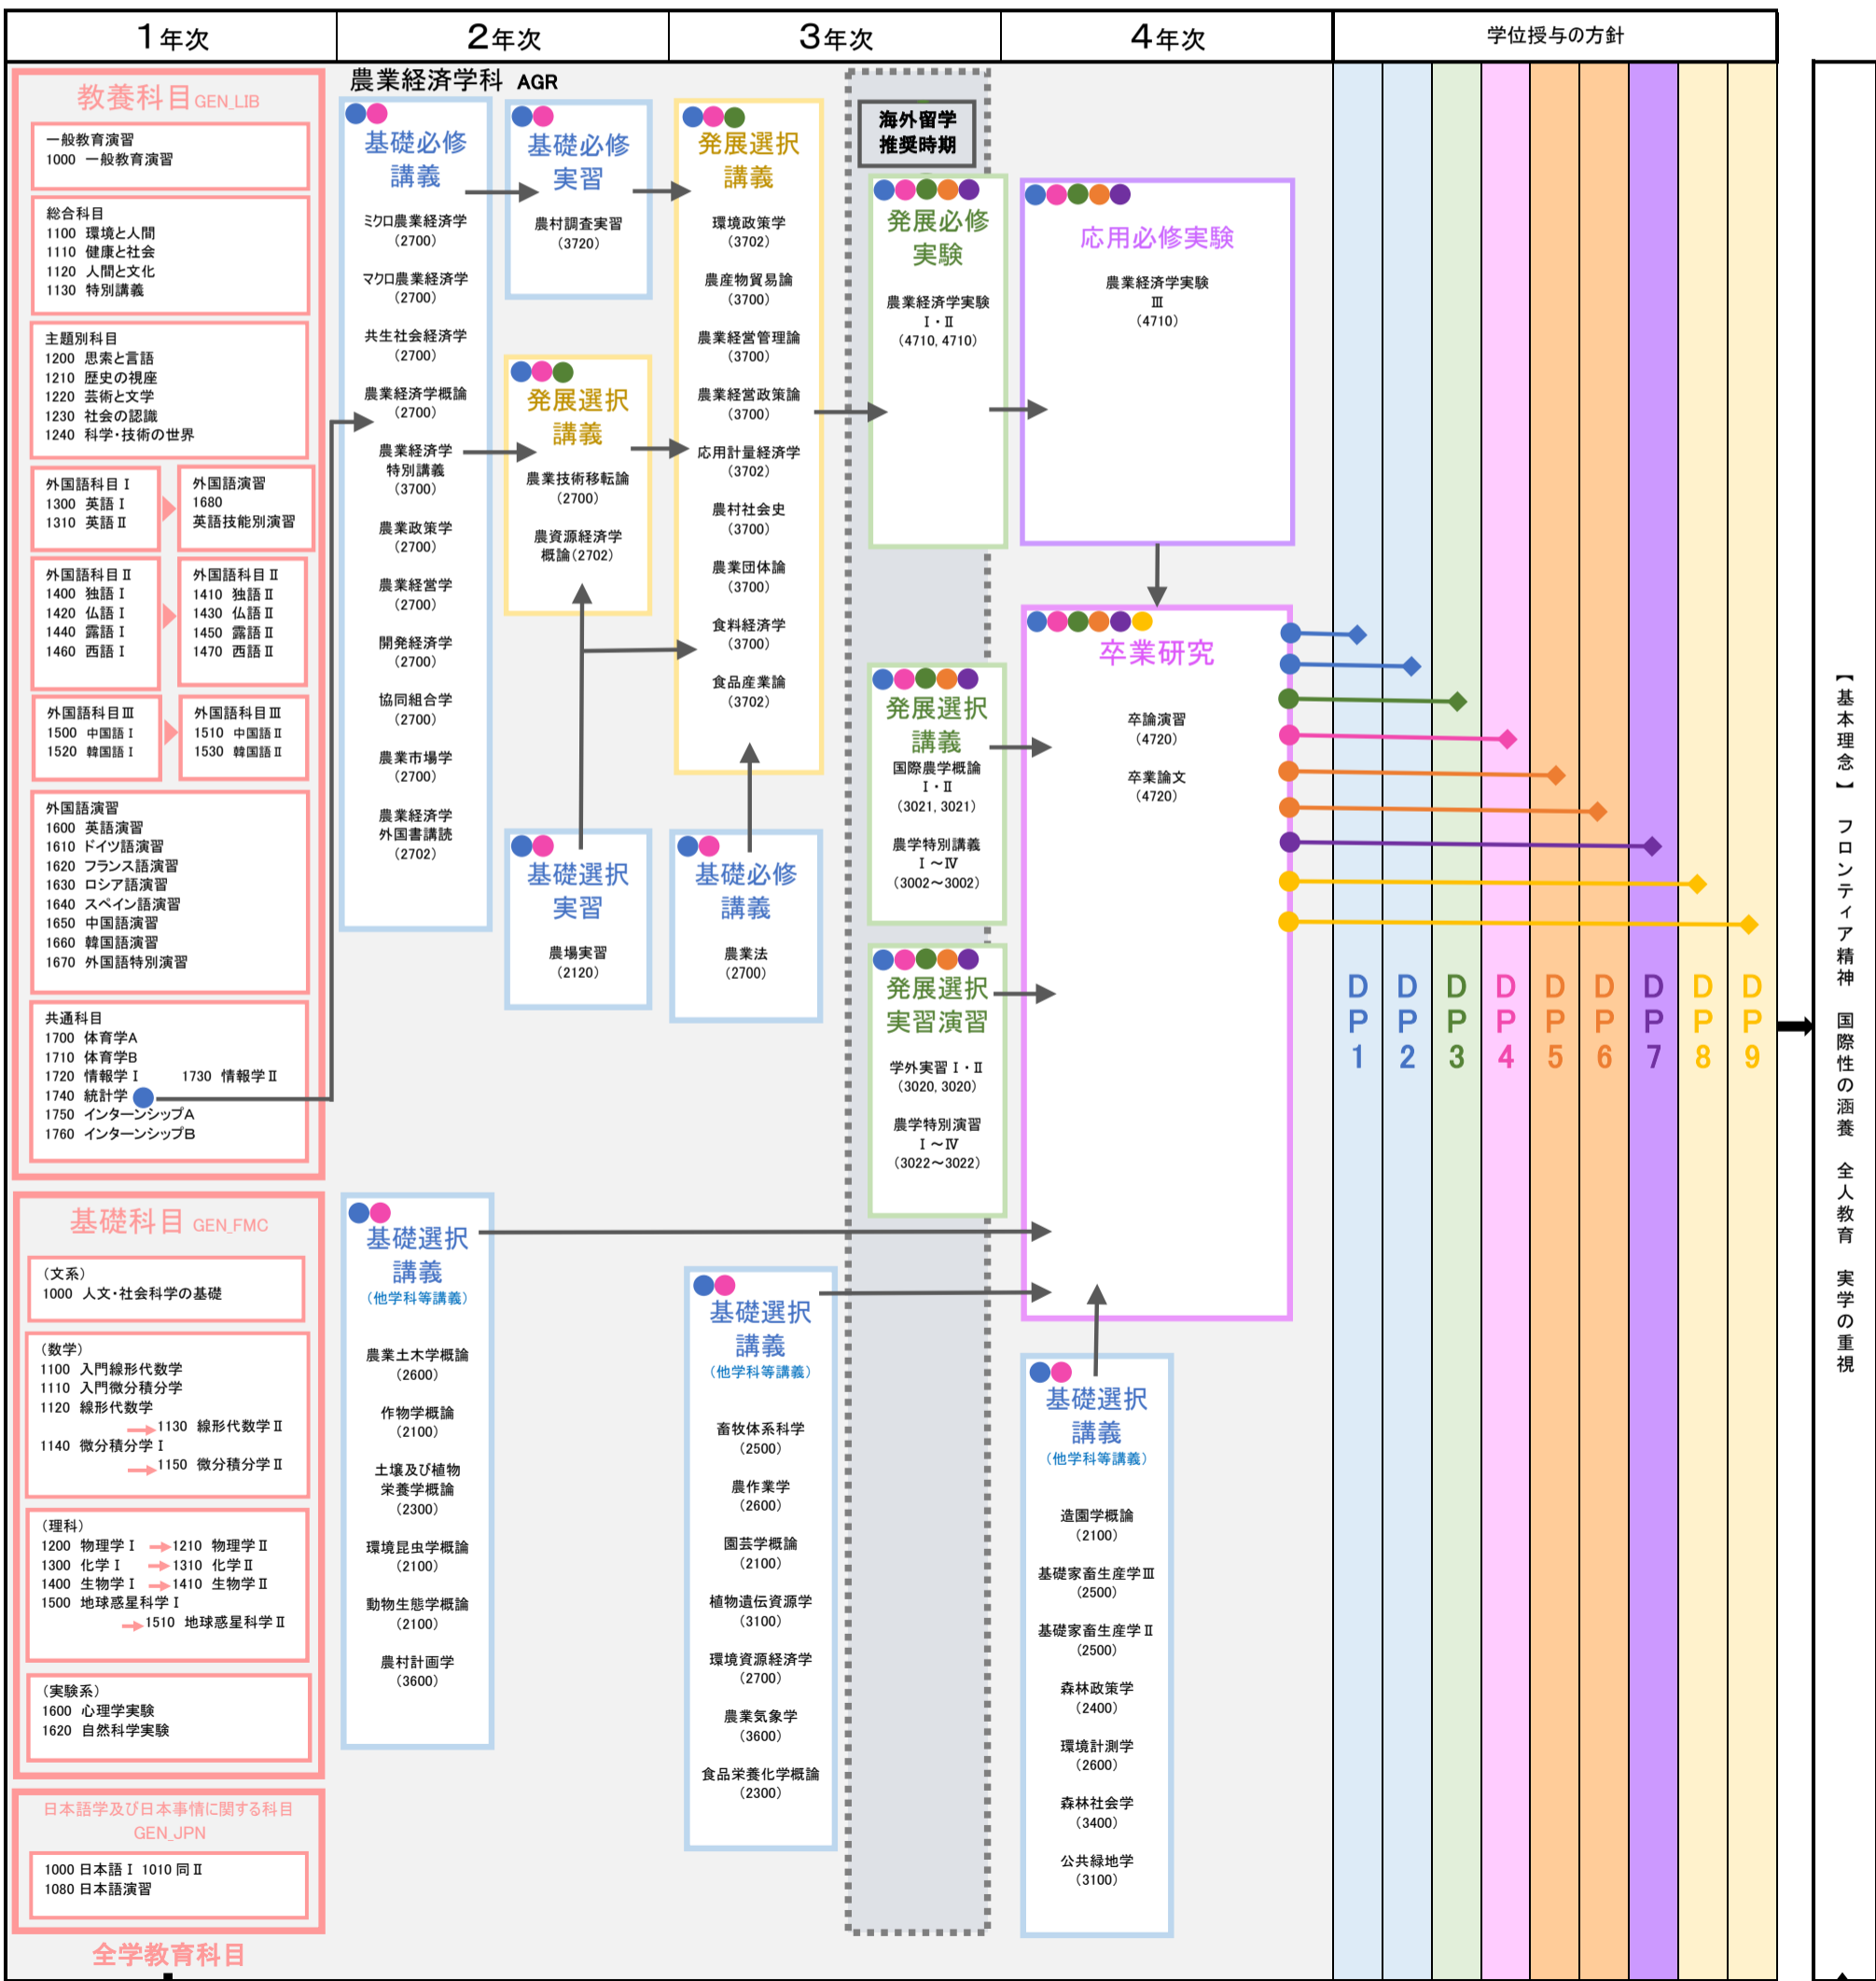 1年次
2年次
3年次
4年次
学位授与の方針
教養科目 GEN_LIB
一般教育演習
1000 一般教育演習
総合科目
1100 環境と人間
1110 健康と社会
1120 人間と文化
1130 特別講義
主題別科目
1200 思索と言語
1210 歴史の視座
1220 芸術と文学
1230 社会の認識
1240 科学・技術の世界
外国語科目Ⅰ
1300 英語Ⅰ
1310 英語Ⅱ
外国語演習
1680
英語技能別演習
外国語科目Ⅱ
1400 独語Ⅰ
1420 仏語Ⅰ
1440 露語Ⅰ
1460 西語Ⅰ
外国語科目Ⅱ
1410 独語Ⅱ
1430 仏語Ⅱ
1450 露語Ⅱ
1470 西語Ⅱ
外国語科目Ⅲ
1500 中国語Ⅰ
1520 韓国語Ⅰ
外国語科目Ⅲ
1510 中国語Ⅱ
1530 韓国語Ⅱ
外国語演習
1600 英語演習
1610 ドイツ語演習
1620 フランス語演習
1630 ロシア語演習
1640 スペイン語演習
1650 中国語演習
1660 韓国語演習
1670 外国語特別演習
共通科目
1700 体育学A
1710 体育学B
1720 情報学Ⅰ 1730 情報学Ⅱ
1740 統計学
1750 インターンシップA
1760 インターンシップB
基礎科目 GEN_FMC
（文系）
1000 人文・社会科学の基礎
（数学）
1100 入門線形代数学
1110 入門微分積分学
1120 線形代数学
1130 線形代数学Ⅱ
1140 微分積分学Ⅰ
1150 微分積分学Ⅱ
（理科）
1200 物理学Ⅰ 1210 物理学Ⅱ
1300 化学Ⅰ 1310 化学Ⅱ
1400 生物学Ⅰ 1410 生物学Ⅱ
1500 地球惑星科学Ⅰ
1510 地球惑星科学Ⅱ
（実験系）
1600 心理学実験
1620 自然科学実験
日本語学及び日本事情に関する科目
GEN_JPN
1000 日本語Ⅰ 1010 同Ⅱ
1080 日本語演習
全学教育科目
農業経済学科 AGR
基礎必修
講義
ミクロ農業経済学
（2700）
マクロ農業経済学
（2700）
共生社会経済学
（2700）
農業経済学概論
（2700）
農業経済学
特別講義
（3700）
農業政策学
（2700）
農業経営学
（2700）
開発経済学
（2700）
協同組合学
（2700）
農業市場学
（2700）
農業経済学
外国書講読
（2702）
基礎必修
実習
農村調査実習
（3720）
発展選択
講義
農業技術移転論
（2700）
農資源経済学
概論（2702）
基礎選択
実習
農場実習
（2120）
発展選択
講義
環境政策学
（3702）
農産物貿易論
（3700）
農業経営管理論
（3700）
農業経営政策論
（3700）
応用計量経済学
（3702）
農村社会史
（3700）
農業団体論
（3700）
食料経済学
（3700）
食品産業論
（3702）
基礎必修
講義
農業法
（2700）
海外留学
推奨時期
発展必修
実験
農業経済学実験
Ⅰ・Ⅱ
（4710, 4710）
発展選択
講義
国際農学概論
Ⅰ・Ⅱ
（3021, 3021）
農学特別講義
Ⅰ～Ⅳ
（3002～3002）
発展選択
実習演習
学外実習Ⅰ・Ⅱ
（3020, 3020）
農学特別演習
Ⅰ～Ⅳ
（3022～3022）
応用必修実験
農業経済学実験
Ⅲ
（4710）
卒業研究
卒論演習
（4720）
卒業論文
（4720）
基礎選択
講義
（他学科等講義）
農業土木学概論
（2600）
作物学概論
（2100）
土壌及び植物
栄養学概論
（2300）
環境昆虫学概論
（2100）
動物生態学概論
（2100）
農村計画学
（3600）
基礎選択
講義
（他学科等講義）
畜牧体系科学
（2500）
農作業学
（2600）
園芸学概論
（2100）
植物遺伝資源学
（3100）
環境資源経済学
（2700）
農業気象学
（3600）
食品栄養化学概論
（2300）
基礎選択
講義
（他学科等講義）
造園学概論
（2100）
基礎家畜生産学Ⅲ
（2500）
基礎家畜生産学Ⅱ
（2500）
森林政策学
（2400）
環境計測学
（2600）
森林社会学
（3400）
公共緑地学
（3100）
DP1
DP2
DP3
DP4
DP5
DP6
DP7
DP8
DP9
【基本理念】 フロンティア精神 国際性の涵養 全人教育 実学の重視